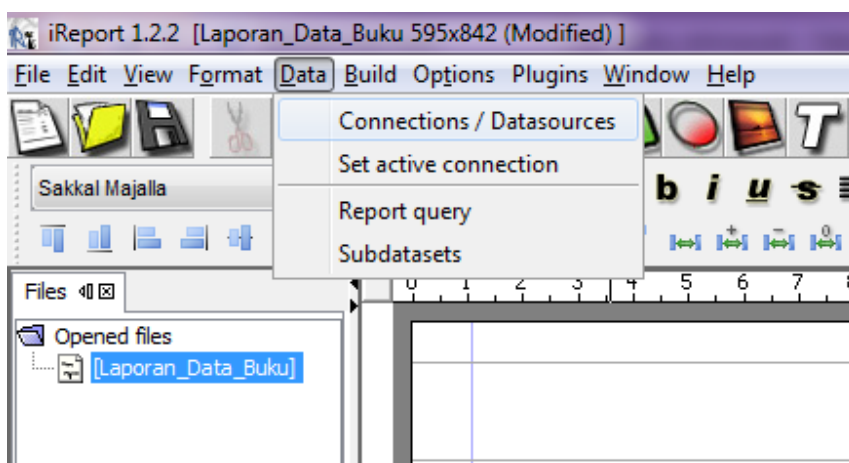 iReport 1.2.2 [Laporan_Data_Buku 595x842 (Modified) ]
File Edit View Format Data Build Options Plugins Window Help
Connections / Datasources
Set active connection
Report query
Subdatasets
Sakkal Majalla
b i u s
Files
0 1 2 3 4 5 6 7
Opened files
[Laporan_Data_Buku]